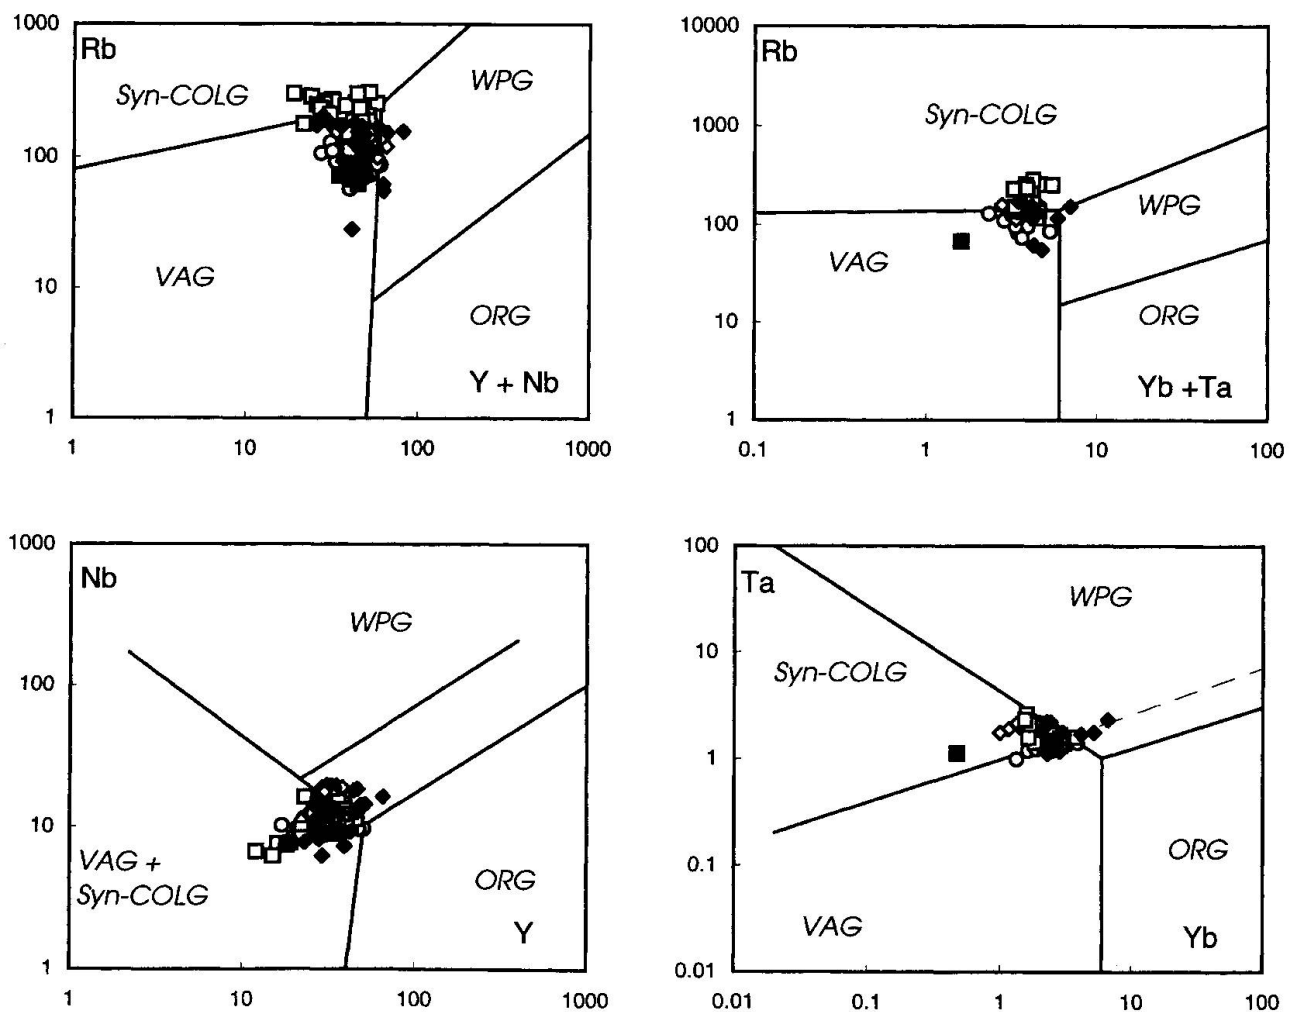 1000
Rb
Syn-COLG
WPG
100
VAG
10
ORG
Y + Nb
1
1 10 100 1000
10000
Rb
Syn-COLG
1000
WPG
100
VAG
10
ORG
Yb +Ta
1
0.1 1 10 100
1000
Nb
WPG
100
10
VAG +
Syn-COLG
ORG
Y
1
1 10 100 1000
100
Ta
WPG
10
Syn-COLG
1
0.1
ORG
VAG
Yb
0.01
0.01 0.1 1 10 100